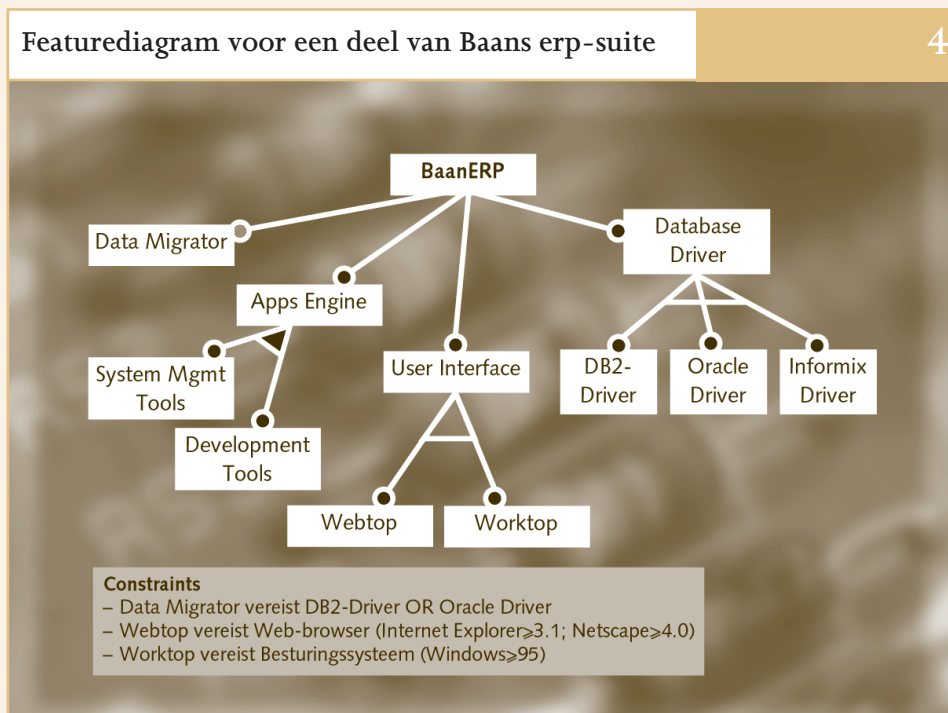 Featurediagram voor een deel van Baans erp-suite
4
BaanERP
Data Migrator
Database
Driver
Apps Engine
System Mgmt
Tools
User Interface
DB2-
Driver
Oracle
Driver
Informix
Driver
Development
Tools
Webtop
Worktop
Constraints
– Data Migrator vereist DB2-Driver OR Oracle Driver
– Webtop vereist Web-browser (Internet Explorer⩾3.1; Netscape⩾4.0)
– Worktop vereist Besturingssysteem (Windows⩾95)